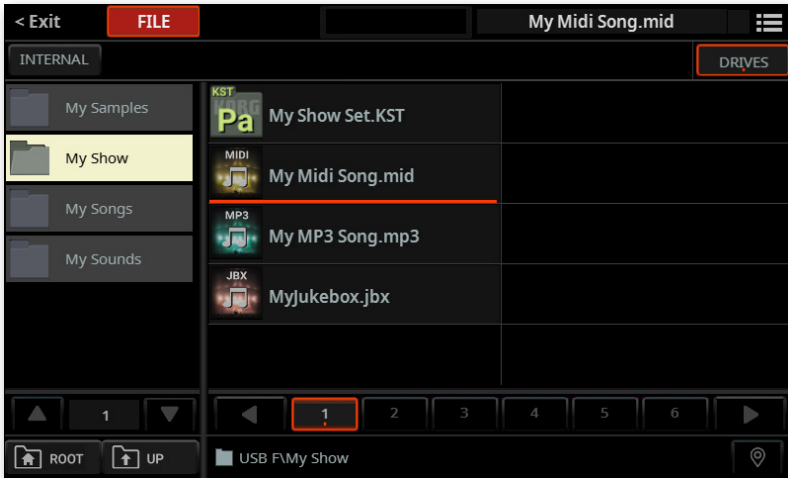 < Exit
FILE
My Midi Song.mid
INTERNAL
DRIVES
My Samples
My Show
My Songs
My Sounds
KST
KORG
Pa
My Show Set.KST
MIDI
My Midi Song.mid
MP3
My MP3 Song.mp3
JBX
MyJukebox.jbx
1
1
2
3
4
5
6
ROOT
UP
USB F\My Show